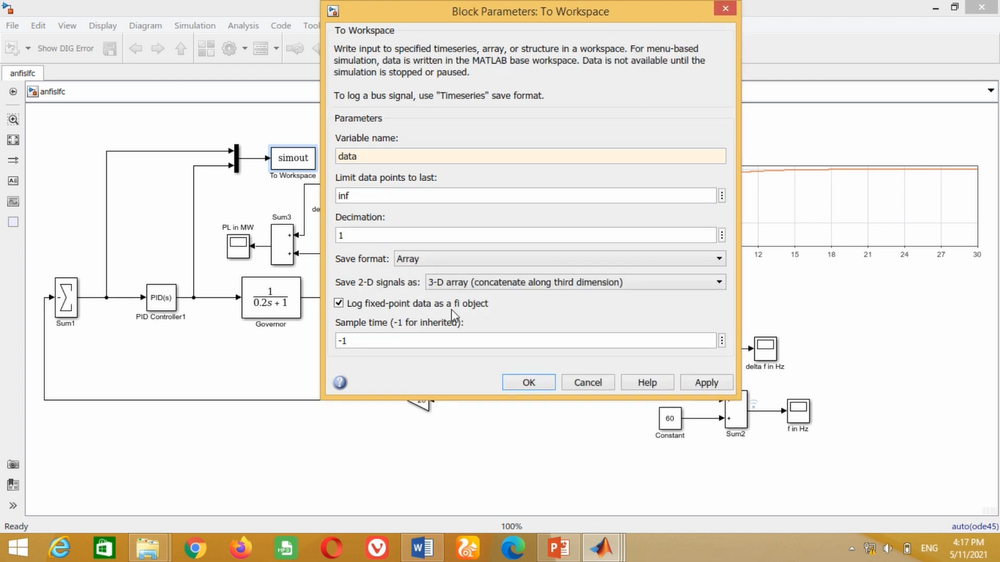 Block Parameters: To Workspace
File Edit View Display Diagram Simulation Analysis Code
Show DIG Error
anfislfc
anfislfc
To Workspace
Write input to specified timeseries, array, or structure in a workspace. For menu-based
simulation, data is written in the MATLAB base workspace. Data is not available until the
simulation is stopped or paused.
To log a bus signal, use "Timeseries" save format.
Parameters
Variable name:
data
Limit data points to last:
inf
Decimation:
1
Save format: Array
Save 2-D signals as: 3-D array (concatenate along third dimension)
Log fixed-point data as a fi object
Sample time (-1 for inherited):
-1
OK Cancel Help Apply
simout
To Workspace
Sum3
PL in MW
+
+
Sum1
PID(s)
PID Controller1
1
0.2s + 1
Governor
12 15 18 21 24 27 30
delta f in Hz
60
Constant
+
Sum2
f in Hz
Ready 100% auto(ode45)
ENG
4:17 PM
5/11/2021